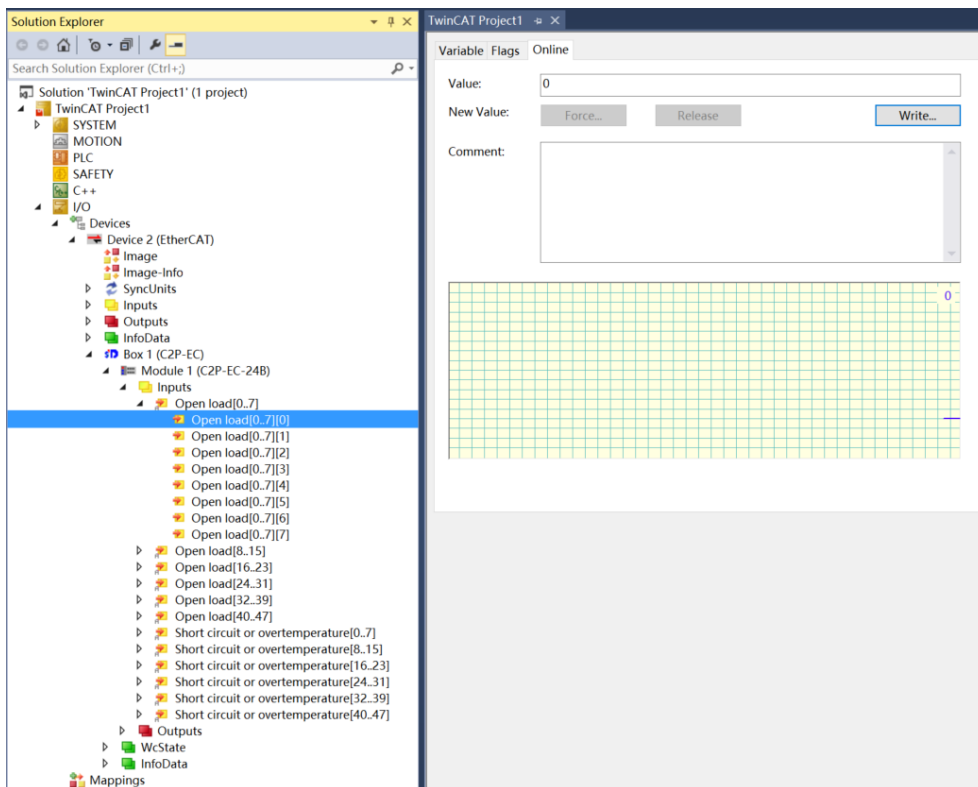 Solution Explorer
Search Solution Explorer (Ctrl+;)
Solution 'TwinCAT Project1' (1 project)
TwinCAT Project1
SYSTEM
MOTION
PLC
SAFETY
C++
I/O
Devices
Device 2 (EtherCAT)
Image
Image-Info
SyncUnits
Inputs
Outputs
InfoData
Box 1 (C2P-EC)
Module 1 (C2P-EC-24B)
Inputs
Open load[0..7]
Open load[0..7][0]
Open load[0..7][1]
Open load[0..7][2]
Open load[0..7][3]
Open load[0..7][4]
Open load[0..7][5]
Open load[0..7][6]
Open load[0..7][7]
Open load[8..15]
Open load[16..23]
Open load[24..31]
Open load[32..39]
Open load[40..47]
Short circuit or overtemperature[0..7]
Short circuit or overtemperature[8..15]
Short circuit or overtemperature[16..23]
Short circuit or overtemperature[24..31]
Short circuit or overtemperature[32..39]
Short circuit or overtemperature[40..47]
Outputs
WcState
InfoData
Mappings
TwinCAT Project1
Variable Flags Online
Value: 0
New Value: Force... Release Write...
Comment:
0